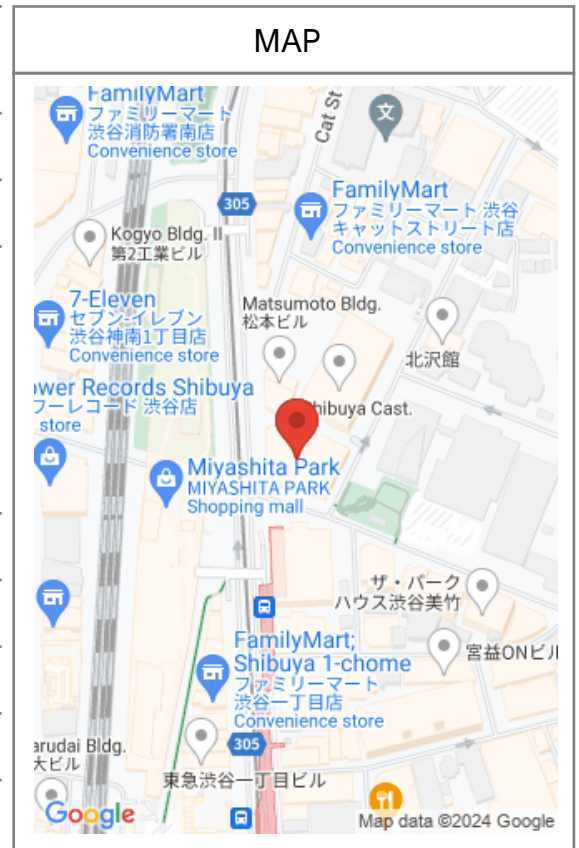 MAP
FamilyMart
ファミリーマート
渋谷消防署南店
Convenience store
Cat St
文
305
FamilyMart
ファミリーマート 渋谷
キャットストリート店
Convenience store
Kogyo Bldg. II
第2工業ビル
7-Eleven
セブン-イレブン
渋谷神南1丁目店
Convenience store
Matsumoto Bldg.
松本ビル
北沢館
ower Records Shibuya
ワーレコード 渋谷店
store
hibuya Cast.
Miyashita Park
MIYASHITA PARK
Shopping mall
ザ・パーク
ハウス渋谷美竹
FamilyMart;
Shibuya 1-chome
ファミリーマート
渋谷一丁目店
Convenience store
宮益ONビル
arudai Bldg.
大ビル
305
東急渋谷一丁目ビル
Google
Map data ©2024 Google